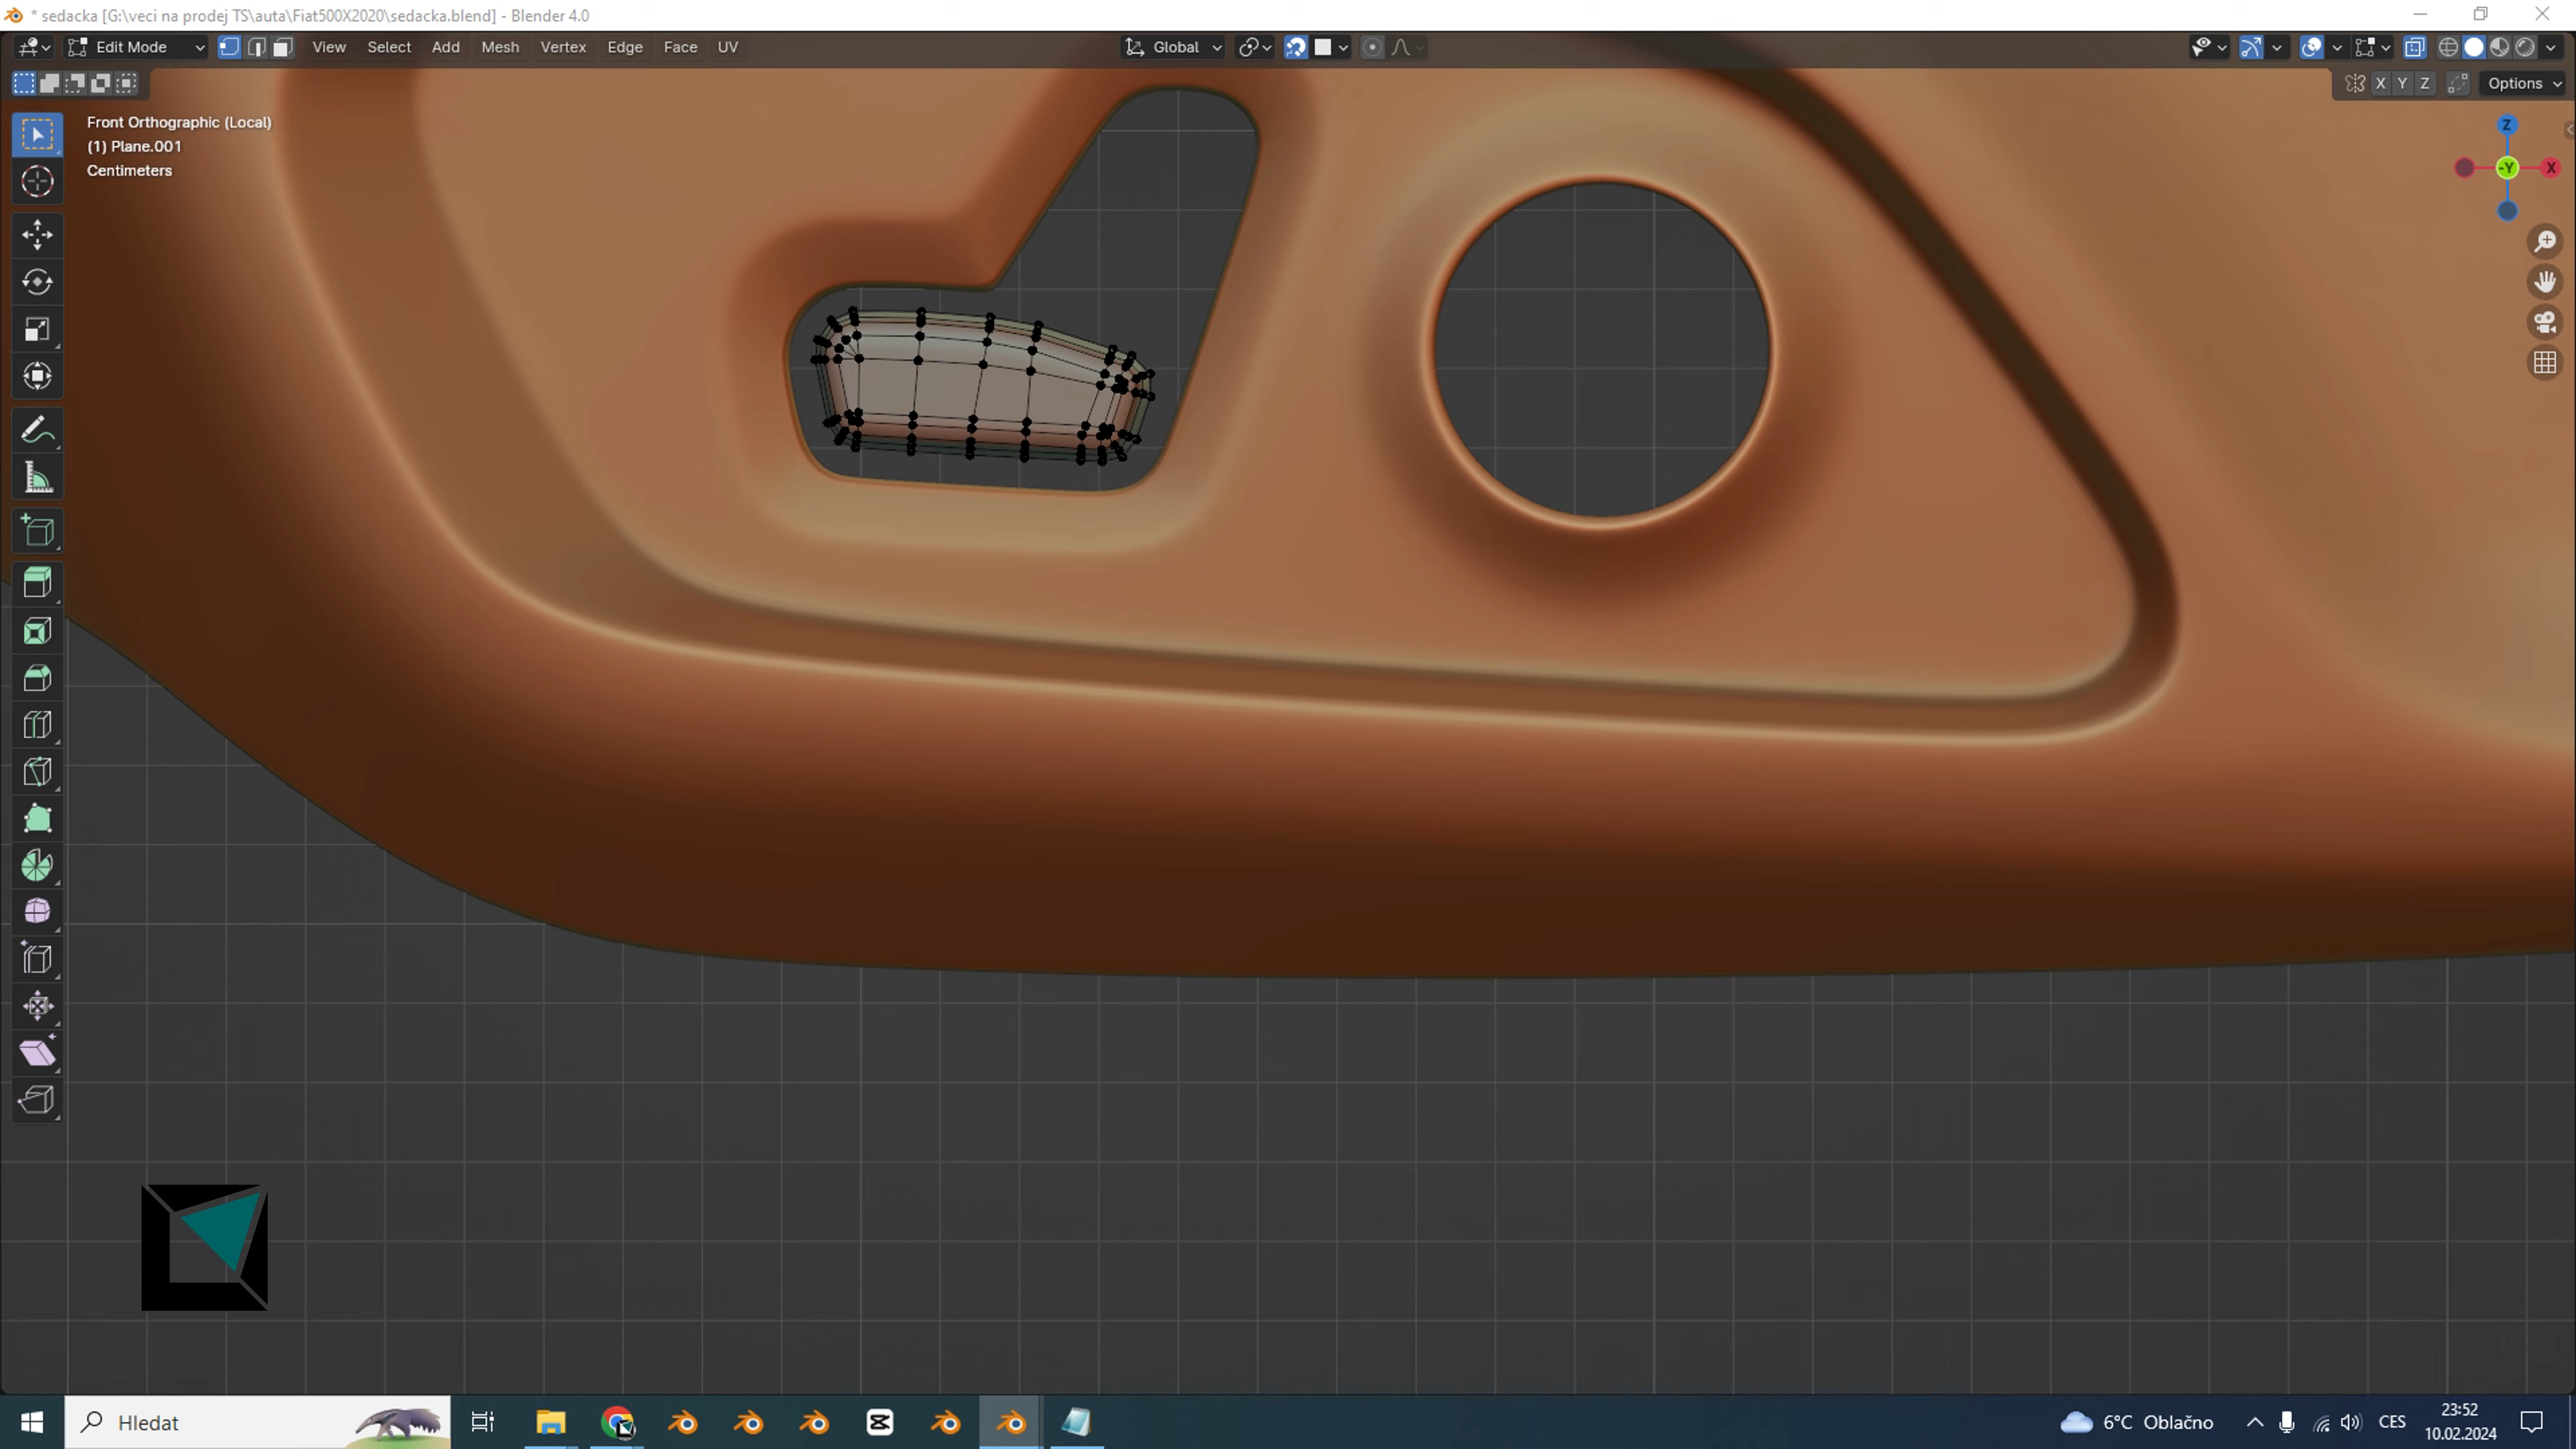 * sedacka [G:\veci na prodej TS\auta\Fiat500X2020\sedacka.blend] - Blender 4.0
Edit Mode View Select Add Mesh Vertex Edge Face UV Global
X Y Z Options
Front Orthographic (Local)
(1) Plane.001
Centimeters
Z
-Y X
Hledat
6°C Oblačno
CES
23:52
10.02.2024